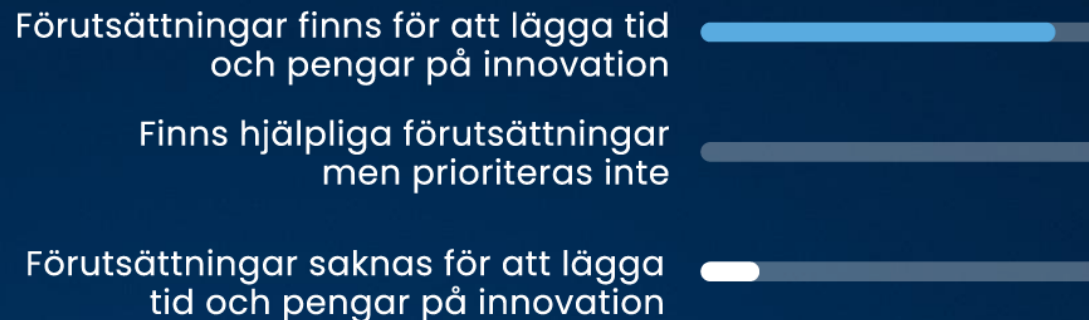 Förutsättningar finns för att lägga tid
och pengar på innovation
Finns hjälpliga förutsättningar
men prioriteras inte
Förutsättningar saknas för att lägga
tid och pengar på innovation